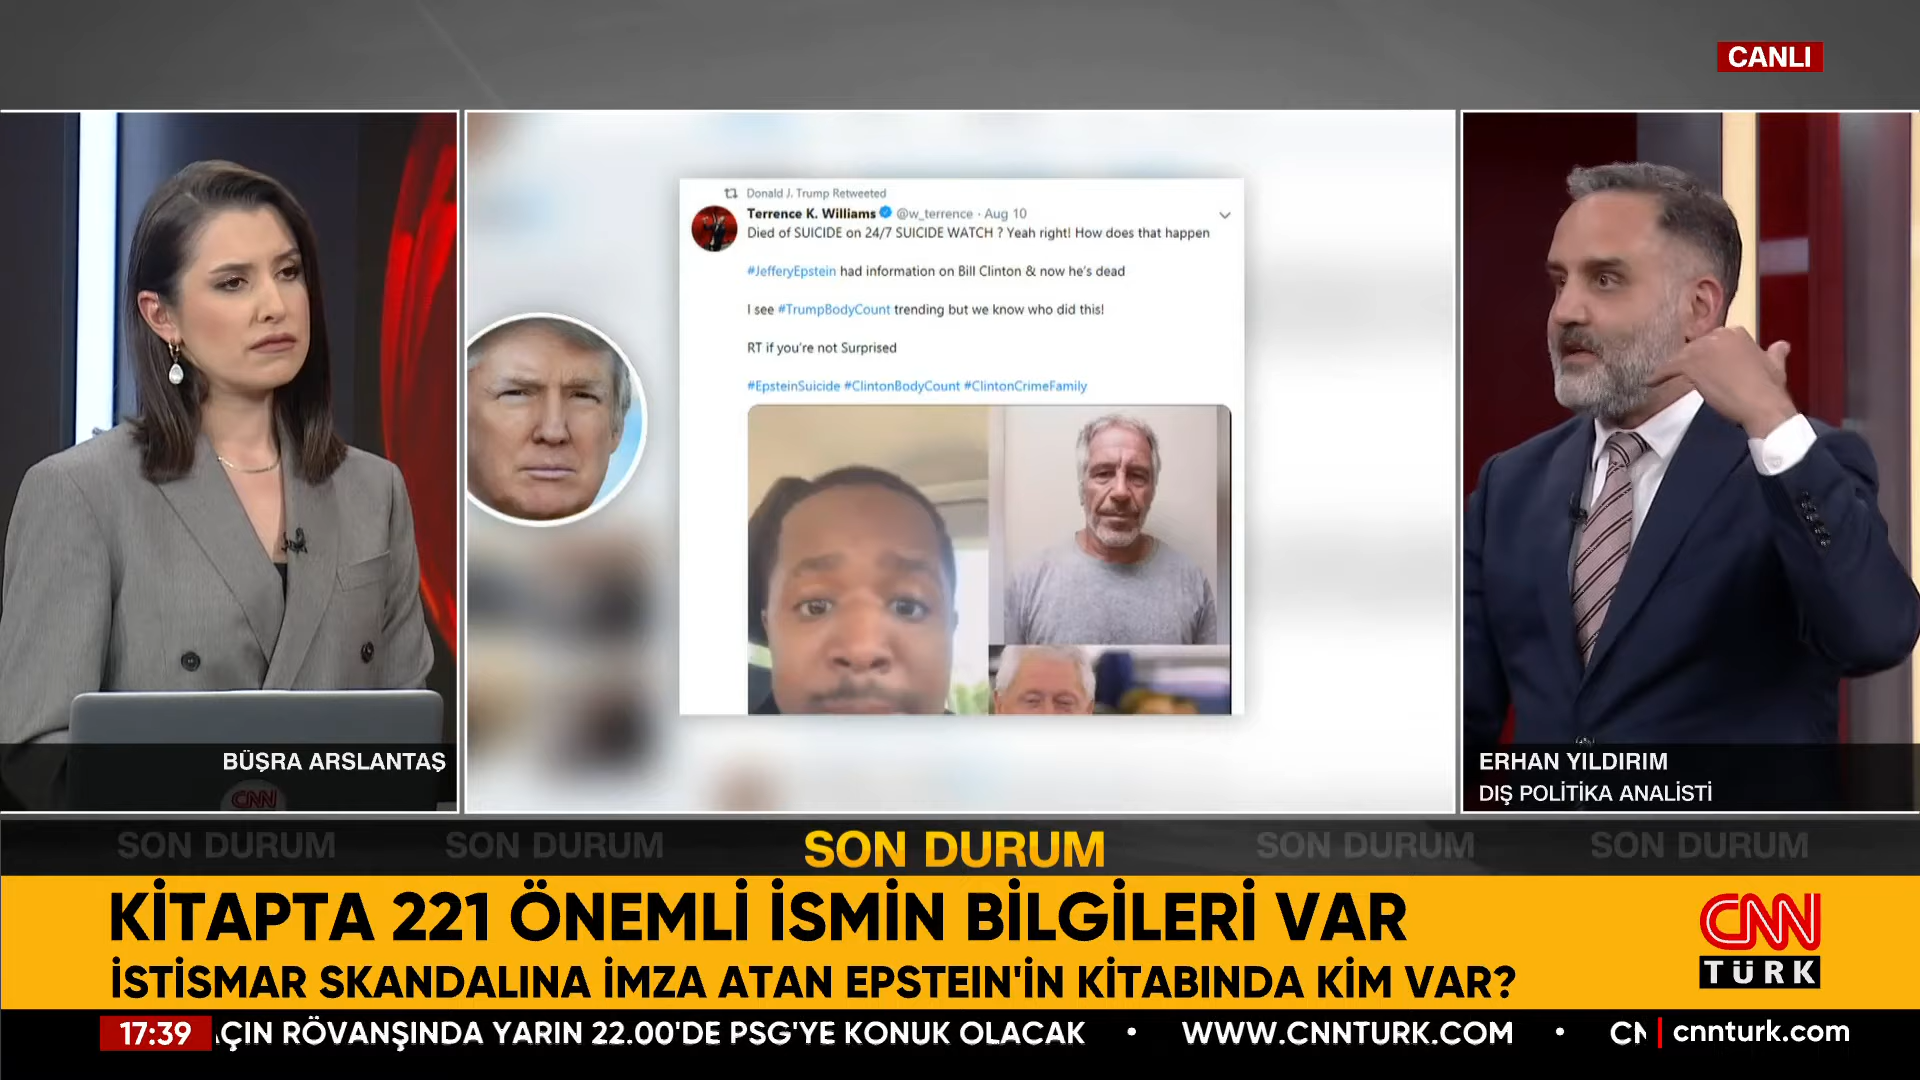 CANLI
Donald J. Trump Retweeted
Terrence K. Williams @w_terrence · Aug 10
Died of SUICIDE on 24/7 SUICIDE WATCH ? Yeah right! How does that happen
#JefferyEpstein had information on Bill Clinton & now he's dead
I see #TrumpBodyCount trending but we know who did this!
RT if you're not Surprised
#EpsteinSuicide #ClintonBodyCount #ClintonCrimeFamily
BÜŞRA ARSLANTAŞ
CNN
ERHAN YILDIRIM
DIŞ POLİTİKA ANALİSTİ
SON DURUM SON DURUM SON DURUM SON DURUM SON DURUM
KİTAPTA 221 ÖNEMLİ İSMİN BİLGİLERİ VAR
İSTİSMAR SKANDALINA İMZA ATAN EPSTEIN'İN KİTABINDA KİM VAR?
CNN
TÜRK
17:39 AÇIN RÖVANŞINDA YARIN 22.00'DE PSG'YE KONUK OLACAK • WWW.CNNTURK.COM • CN cnnturk.com